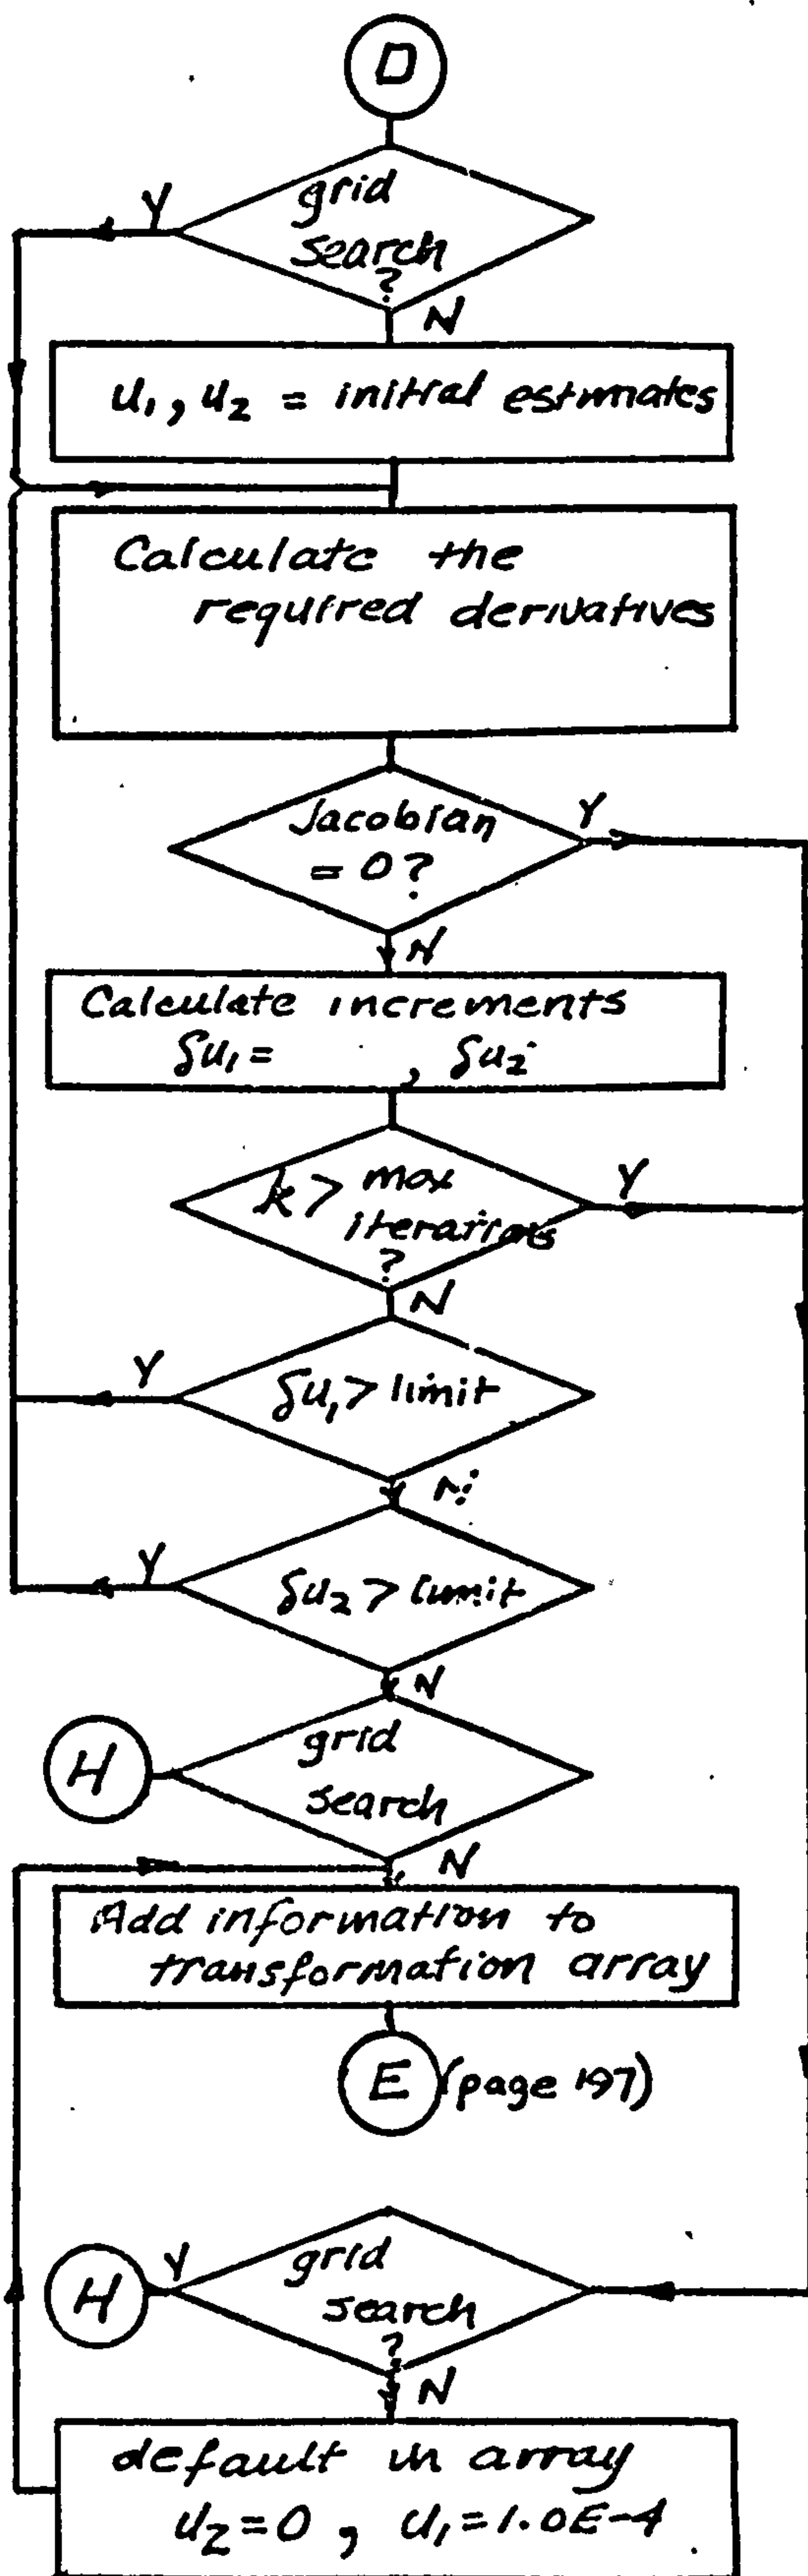 D
Y
grid
search
?
N
u₁, u₂ = initial estimates
Calculate the
required derivatives
Jacobian
= 0?
Y
N
Calculate increments
δu₁ = , δu₂
k > max
iterations
?
Y
N
δu₁ > limit
Y
N
δu₂ > limit
Y
N
grid
search
H
N
Add information to
transformation array
E (page 197)
H
Y
grid
search
?
N
default in array
u₂=0, u₁=1.0E-4